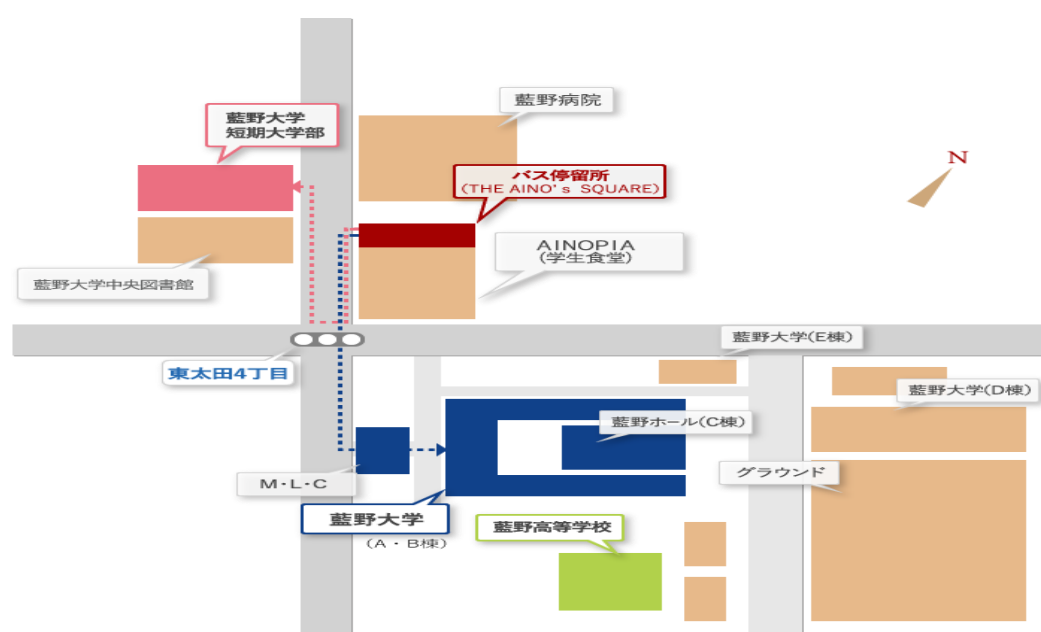 藍野病院
藍野大学
短期大学部
N
バス停留所
(THE AINO's SQUARE)
AINOPIA
(学生食堂)
藍野大学中央図書館
藍野大学(E棟)
東太田4丁目
藍野大学(D棟)
藍野ホール(C棟)
グラウンド
M・L・C
藍野大学
藍野高等学校
(A・B棟)